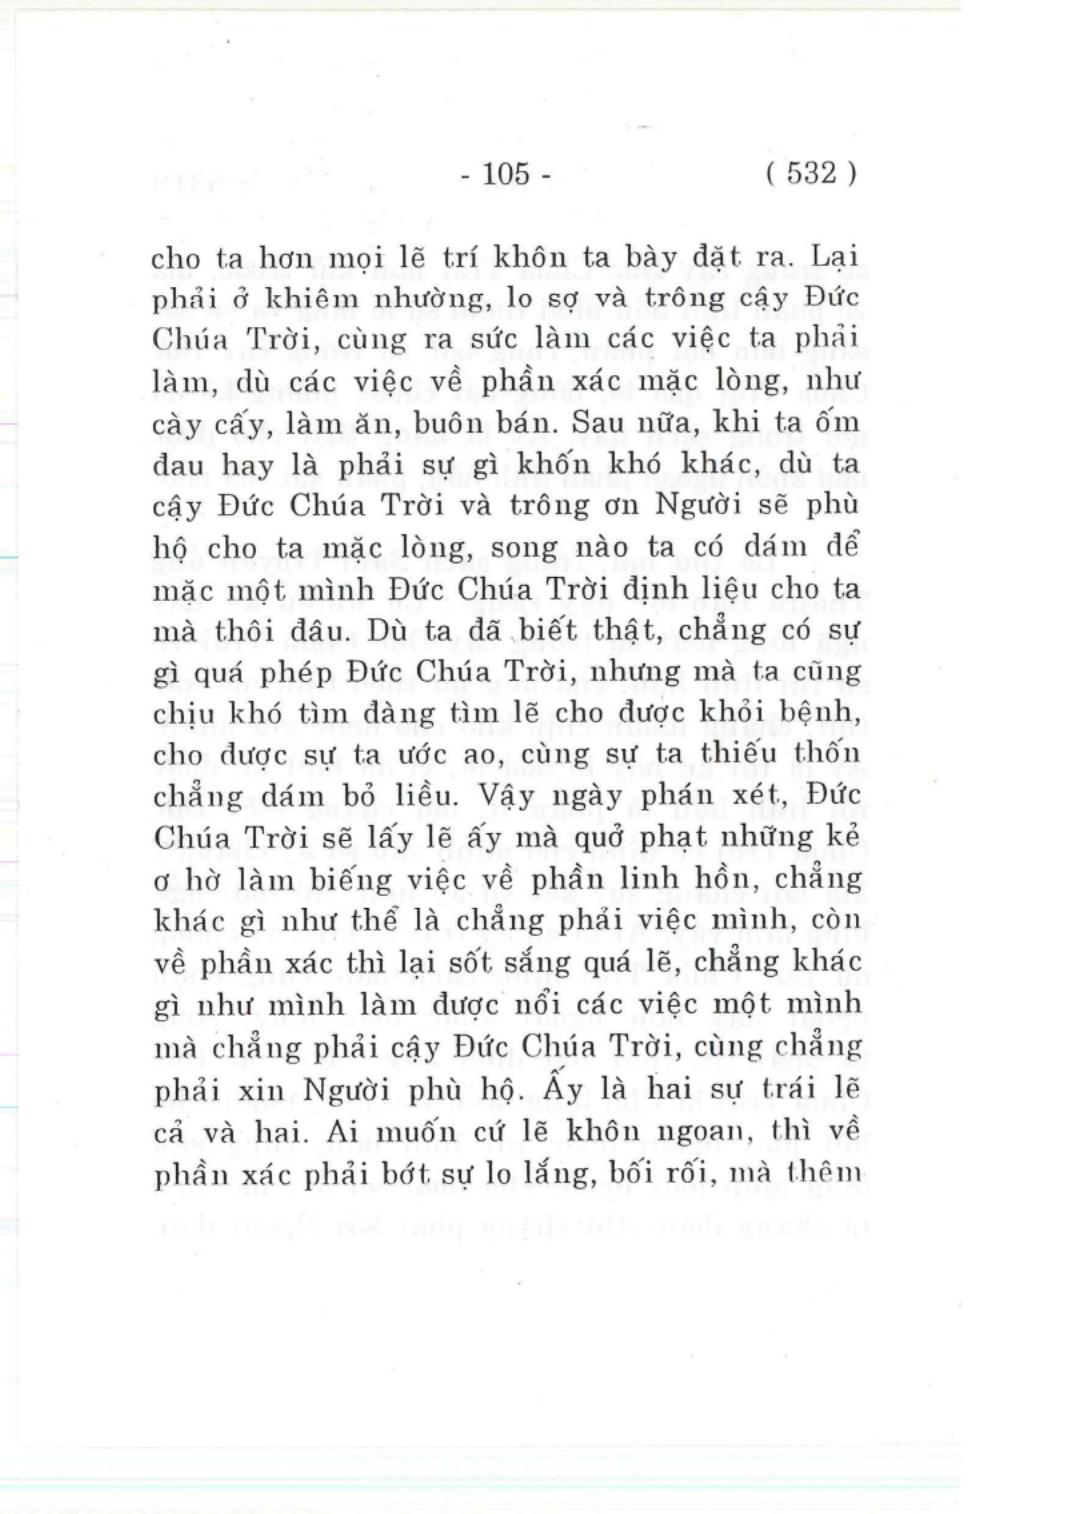 - 105 - ( 532 )
cho ta hơn mọi lẽ trí khôn ta bày đặt ra. Lại
phải ở khiêm nhường, lo sợ và trông cậy Đức
Chúa Trời, cùng ra sức làm các việc ta phải
làm, dù các việc về phần xác mặc lòng, như
cày cấy, làm ăn, buôn bán. Sau nữa, khi ta ốm
đau hay là phải sự gì khốn khó khác, dù ta
cậy Đức Chúa Trời và trông ơn Người sẽ phù
hộ cho ta mặc lòng, song nào ta có dám để
mặc một mình Đức Chúa Trời định liệu cho ta
mà thôi đâu. Dù ta đã biết thật, chẳng có sự
gì quá phép Đức Chúa Trời, nhưng mà ta cũng
chịu khó tìm đàng tìm lẽ cho được khỏi bệnh,
cho được sự ta ước ao, cùng sự ta thiếu thốn
chẳng dám bỏ liều. Vậy ngày phán xét, Đức
Chúa Trời sẽ lấy lẽ ấy mà quở phạt những kẻ
ơ hờ làm biếng việc về phần linh hồn, chẳng
khác gì như thể là chẳng phải việc mình, còn
về phần xác thì lại sốt sắng quá lẽ, chẳng khác
gì như mình làm được nổi các việc một mình
mà chẳng phải cậy Đức Chúa Trời, cùng chẳng
phải xin Người phù hộ. Ấy là hai sự trái lẽ
cả và hai. Ai muốn cứ lẽ khôn ngoan, thì về
phần xác phải bớt sự lo lắng, bối rối, mà thêm